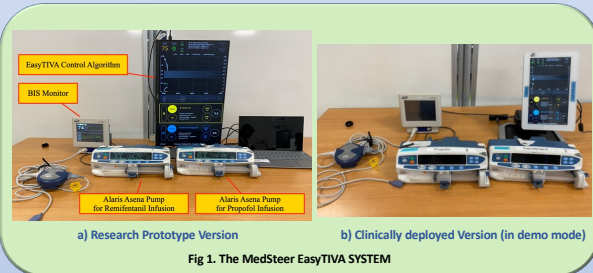 EasyTIVA Control Algorithm
BIS Monitor
Alaris Asena Pump
for Remifentanil Infusion
Alaris Asena Pump
for Propofol Infusion
a) Research Prototype Version
b) Clinically deployed Version (in demo mode)
Fig 1. The MedSteer EasyTIVA SYSTEM